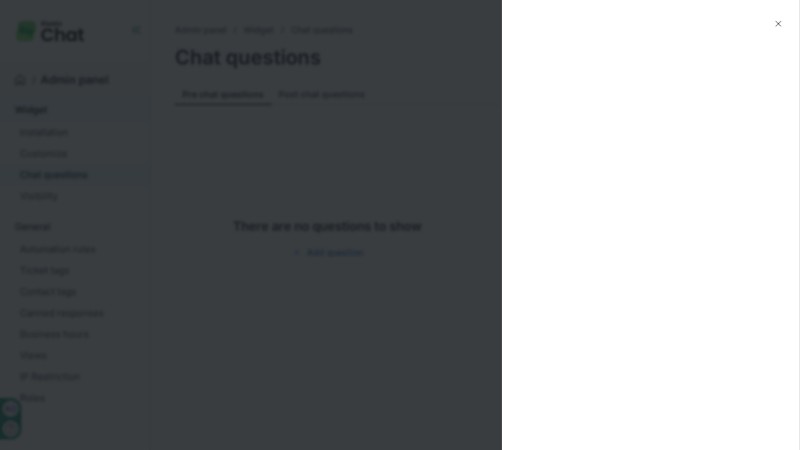 Chat
Admin panel / Widget / Chat questions
Chat questions
/ Admin panel
Pre chat questions Post chat questions
Widget
Installation
Customize
Chat questions
Visibility
There are no questions to show
General
+ Add question
Automation rules
Ticket tags
Contact tags
Canned responses
Business hours
Views
IP Restriction
Roles